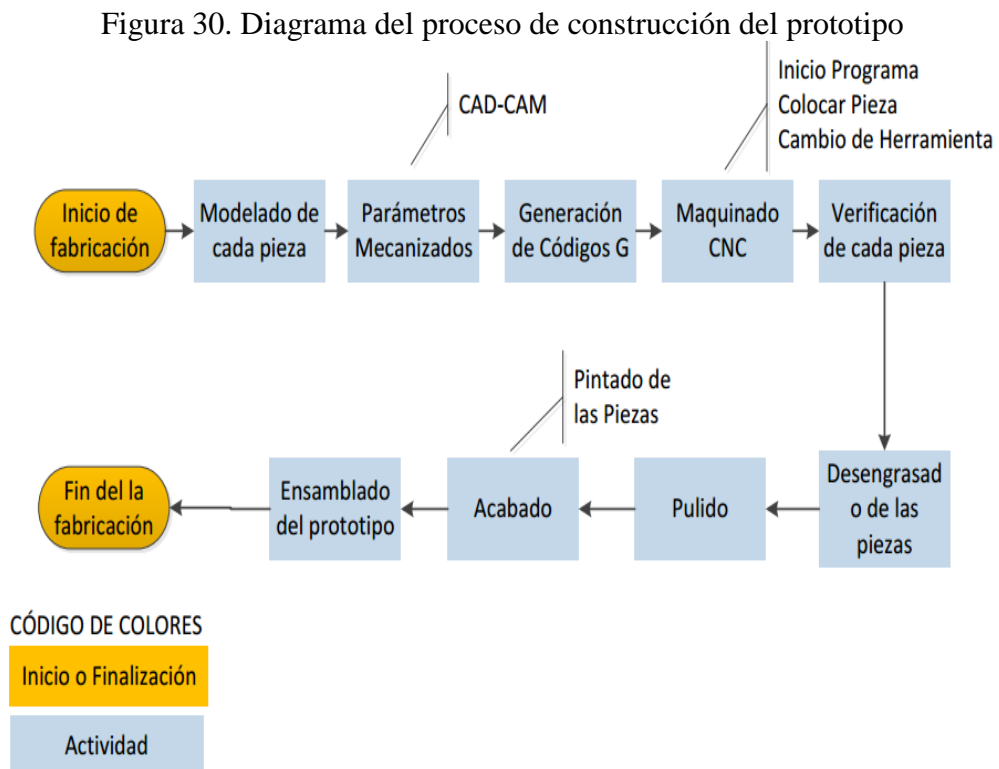 Figura 30. Diagrama del proceso de construcción del prototipo
Inicio Programa
Colocar Pieza
Cambio de Herramienta
CAD-CAM
Inicio de
fabricación
Modelado de
cada pieza
Parámetros
Mecanizados
Generación
de Códigos G
Maquinado
CNC
Verificación
de cada pieza
Pintado de
las Piezas
Desengrasad
o de las
piezas
Pulido
Acabado
Ensamblado
del prototipo
Fin del la
fabricación
CÓDIGO DE COLORES
Inicio o Finalización
Actividad